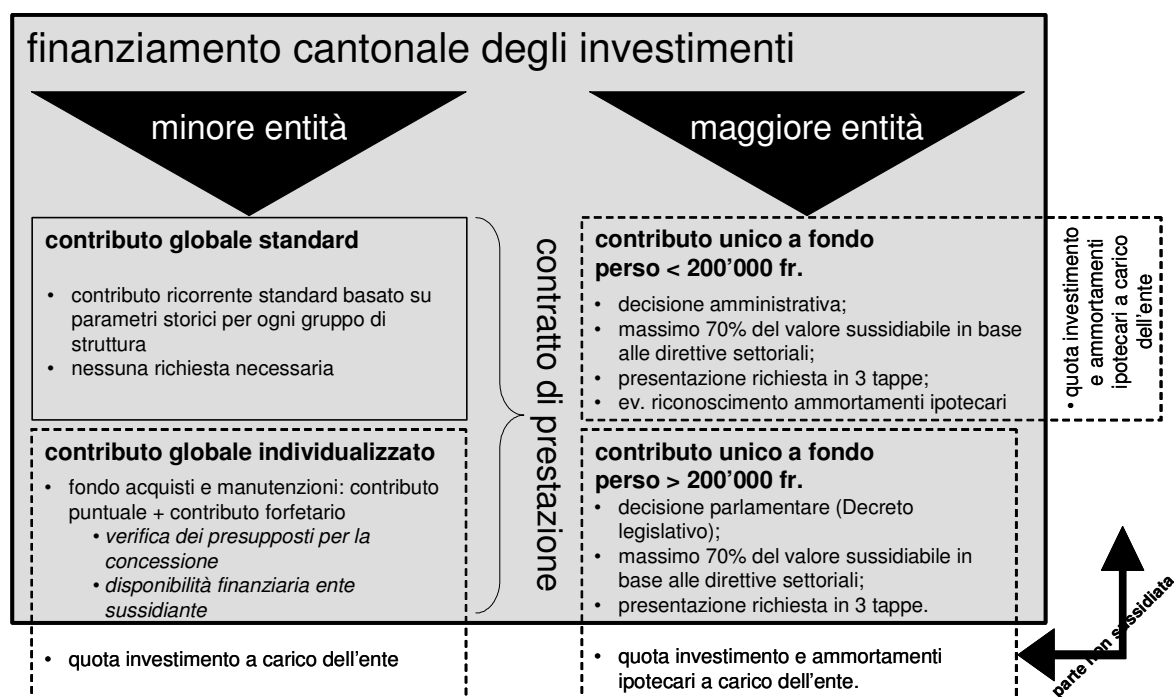 finanziamento cantonale degli investimenti
minore entità
maggiore entità
contributo globale standard
• contributo ricorrente standard basato su
parametri storici per ogni gruppo di
struttura
• nessuna richiesta necessaria
contributo globale individualizzato
• fondo acquisti e manutenzioni: contributo
puntuale + contributo forfetario
• verifica dei presupposti per la
concessione
• disponibilità finanziaria ente
sussidiante
• quota investimento a carico dell'ente
contratto di prestazione
contributo unico a fondo
perso < 200'000 fr.
• decisione amministrativa;
• massimo 70% del valore sussidiabile in base
alle direttive settoriali;
• presentazione richiesta in 3 tappe;
• ev. riconoscimento ammortamenti ipotecari
• quota investimento
e ammortamenti
ipotecari a carico
dell'ente
contributo unico a fondo
perso > 200'000 fr.
• decisione parlamentare (Decreto
legislativo);
• massimo 70% del valore sussidiabile in
base alle direttive settoriali;
• presentazione richiesta in 3 tappe.
• quota investimento e ammortamenti
ipotecari a carico dell'ente.
parte non sussidiata